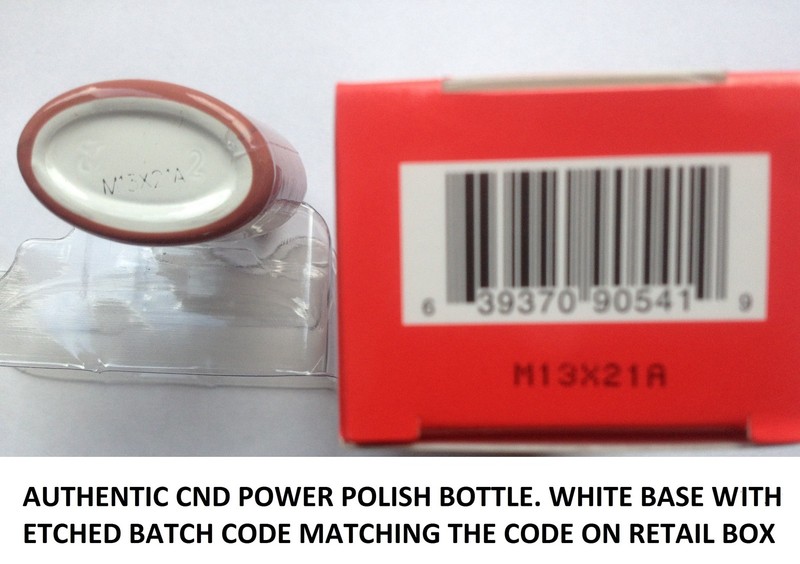 M13X21A
6 39370 90541 9
M13X21A
AUTHENTIC CND POWER POLISH BOTTLE. WHITE BASE WITH
ETCHED BATCH CODE MATCHING THE CODE ON RETAIL BOX